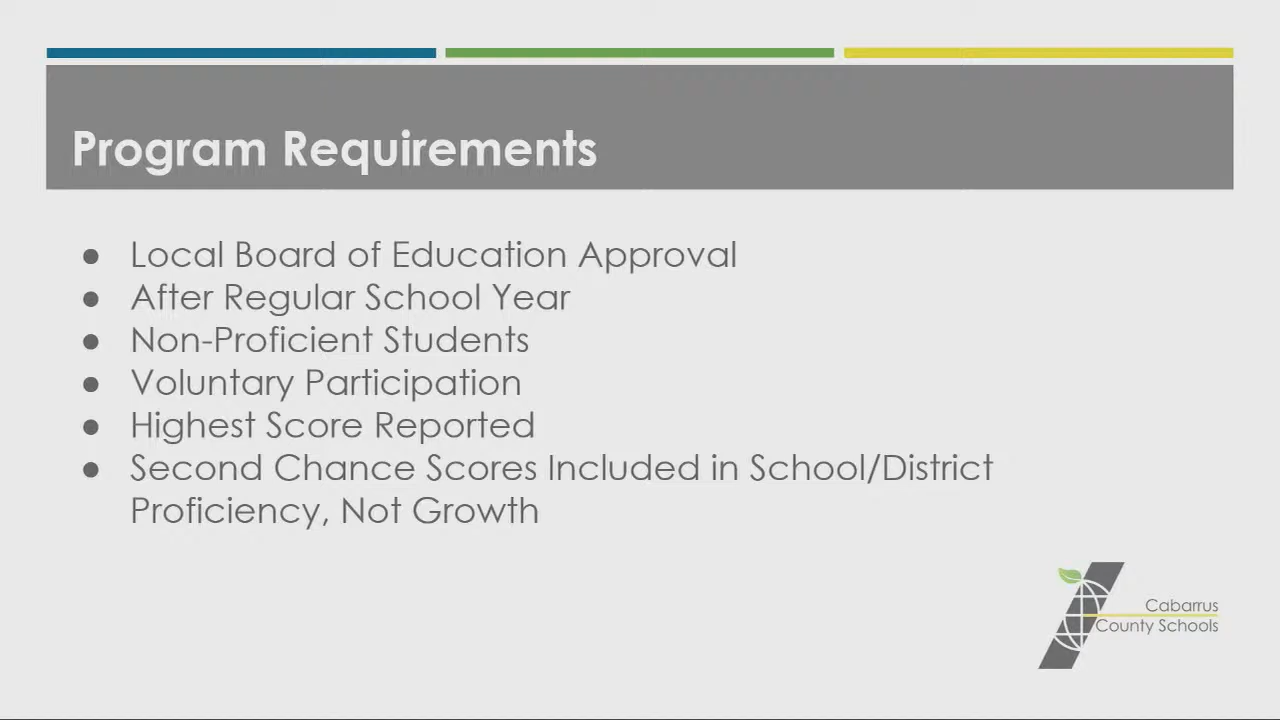 Program Requirements
● Local Board of Education Approval
● After Regular School Year
● Non-Proficient Students
● Voluntary Participation
● Highest Score Reported
● Second Chance Scores Included in School/District
Proficiency, Not Growth
Cabarrus
County Schools